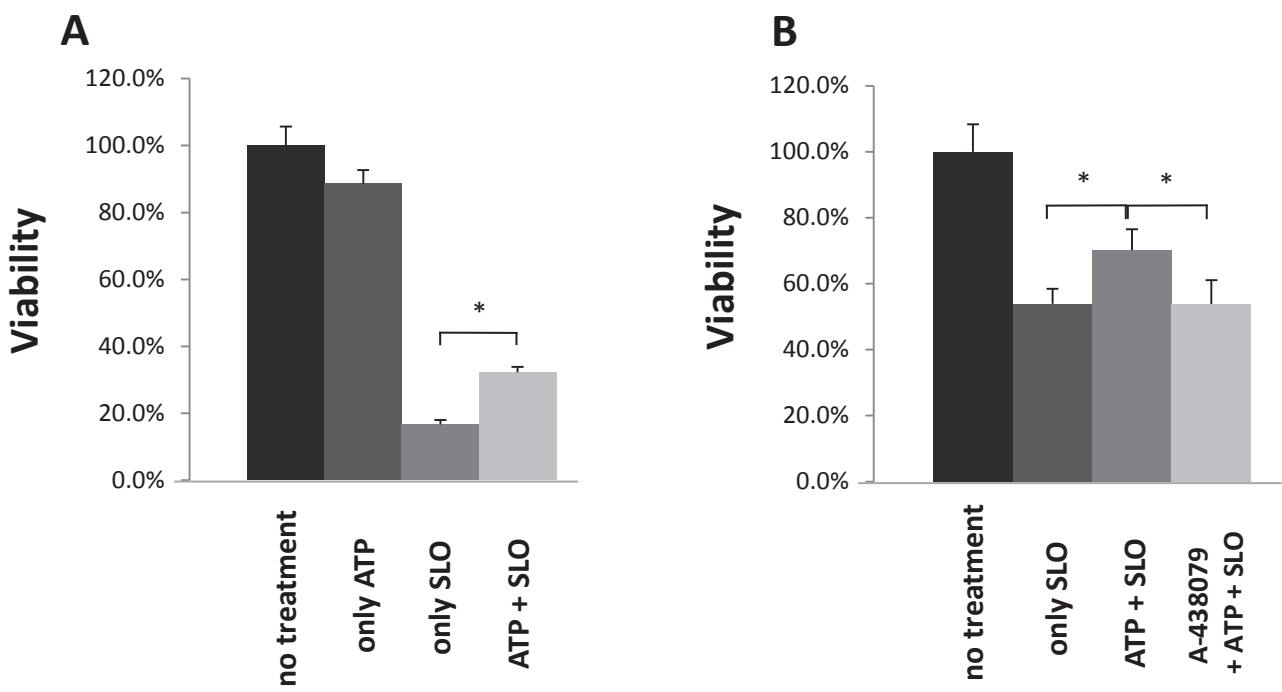 A
120.0%
100.0%
80.0%
60.0%
40.0%
20.0%
0.0%
Viability
*
no treatment
only ATP
only SLO
ATP + SLO
B
120.0%
100.0%
80.0%
60.0%
40.0%
20.0%
0.0%
Viability
*
*
no treatment
only SLO
ATP + SLO
A-438079
+ ATP + SLO